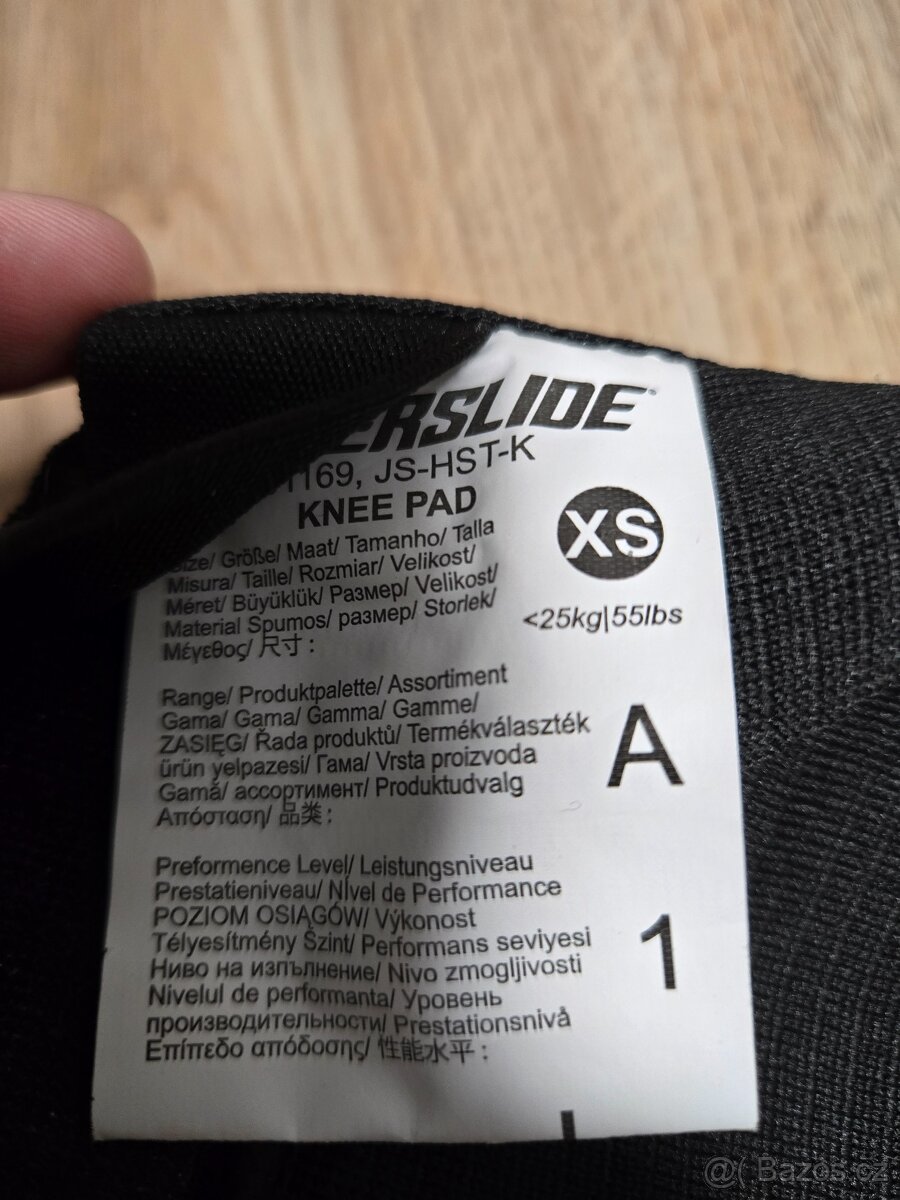 ERSLIDE
1169, JS-HST-K
KNEE PAD
XS
<25kg|55lbs
Size/ Größe/ Maat/ Tamanho/ Talla
Misura/ Taille/ Rozmiar/ Velikost/
Méret/ Büyüklük/ Размер/ Velikost/
Material Spumos/ размер/ Storlek/
Μέγεθος/ 尺寸 :
Range/ Produktpalette/ Assortiment
Gama/ Gama/ Gamma/ Gamme/
ZASIĘG/ Řada produktů/ Termékválaszték
ürün yelpazesi/ Гама/ Vrsta proizvoda
Gamă/ ассортимент/ Produktudvalg
Απόσταση/ 品类 :
A
Preformence Level/ Leistungsniveau
Prestatieniveau/ Nível de Performance
POZIOM OSIĄGÓW/ Výkonost
Télyesítmény Szint/ Performans seviyesi
Ниво на изпълнение/ Nivo zmogljivosti
Nivelul de performanta/ Уровень
производительности/ Prestationsnivå
Επίπεδο απόδοσης/ 性能水平 :
1
@( Bazos.cz